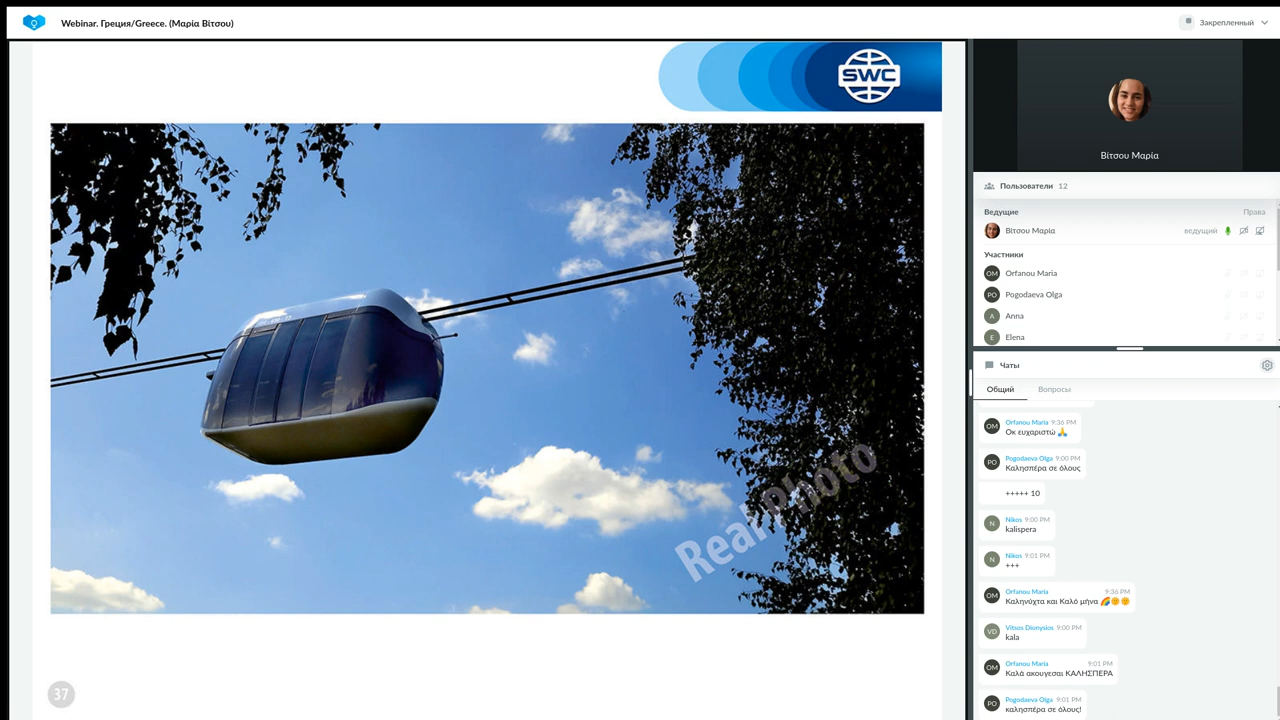 Webinar. Греция/Greece. (Μαρία Βίτσου)
Закрепленный
SWC
Real Photo
37
Βίτσου Μαρία
Пользователи 12
Ведущие Права
Βίτσου Μαρία ведущий
Участники
OM Orfanou Maria
PO Pogodaeva Olga
A Anna
E Elena
Чаты
Общий Вопросы
OM Orfanou Maria 9:36 PM
Οκ ευχαριστώ 🙏
PO Pogodaeva Olga 9:00 PM
Καλησπέρα σε όλους
+++++ 10
N Nikos 9:00 PM
kalispera
N Nikos 9:01 PM
+++
OM Orfanou Maria 9:36 PM
Καληνύχτα και Καλό μήνα 🌈🌞🌞
VD Vitsos Dionysios 9:00 PM
kala
OM Orfanou Maria 9:01 PM
Καλά ακουγεσαι ΚΑΛΗΣΠΕΡΑ
PO Pogodaeva Olga 9:01 PM
καλησπέρα σε όλους!